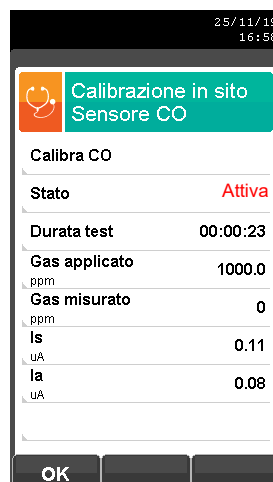 25/11/19
16:58
Calibrazione in sito
Sensore CO
Calibra CO
Stato Attiva
Durata test 00:00:23
Gas applicato 1000.0
ppm
Gas misurato 0
ppm
Is 0.11
uA
Ia 0.08
uA
OK